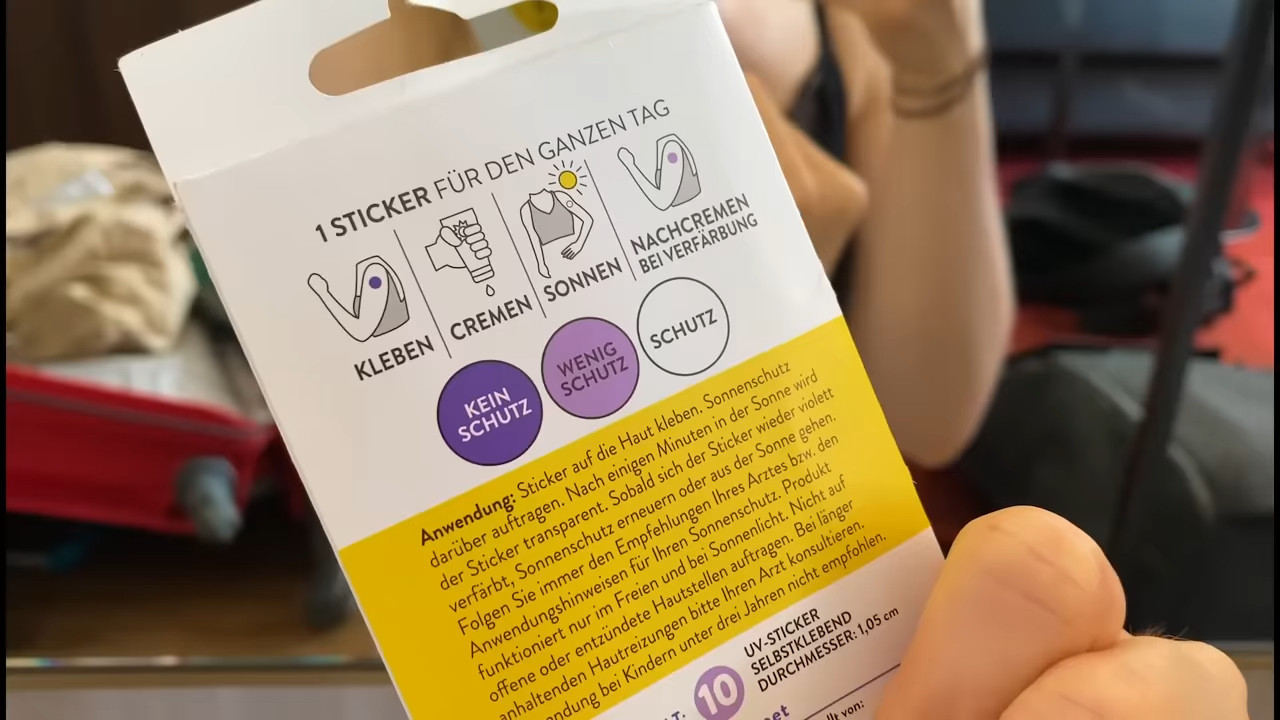 1 STICKER FÜR DEN GANZEN TAG
KLEBEN
CREMEN
SONNEN
NACHCREMEN
BEI VERFÄRBUNG
KEIN
SCHUTZ
WENIG
SCHUTZ
SCHUTZ
Anwendung: Sticker auf die Haut kleben. Sonnenschutz
darüber auftragen. Nach einigen Minuten in der Sonne wird
der Sticker transparent. Sobald sich der Sticker wieder violett
verfärbt, Sonnenschutz erneuern oder aus der Sonne gehen.
Folgen Sie immer den Empfehlungen Ihres Arztes bzw. den
Anwendungshinweisen für Ihren Sonnenschutz. Produkt
funktioniert nur im Freien und bei Sonnenlicht. Nicht auf
offene oder entzündete Hautstellen auftragen. Bei länger
anhaltenden Hautreizungen bitte Ihren Arzt konsultieren.
endung bei Kindern unter drei Jahren nicht empfohlen.
10
UV-STICKER
SELBSTKLEBEND
DURCHMESSER: 1,05 cm